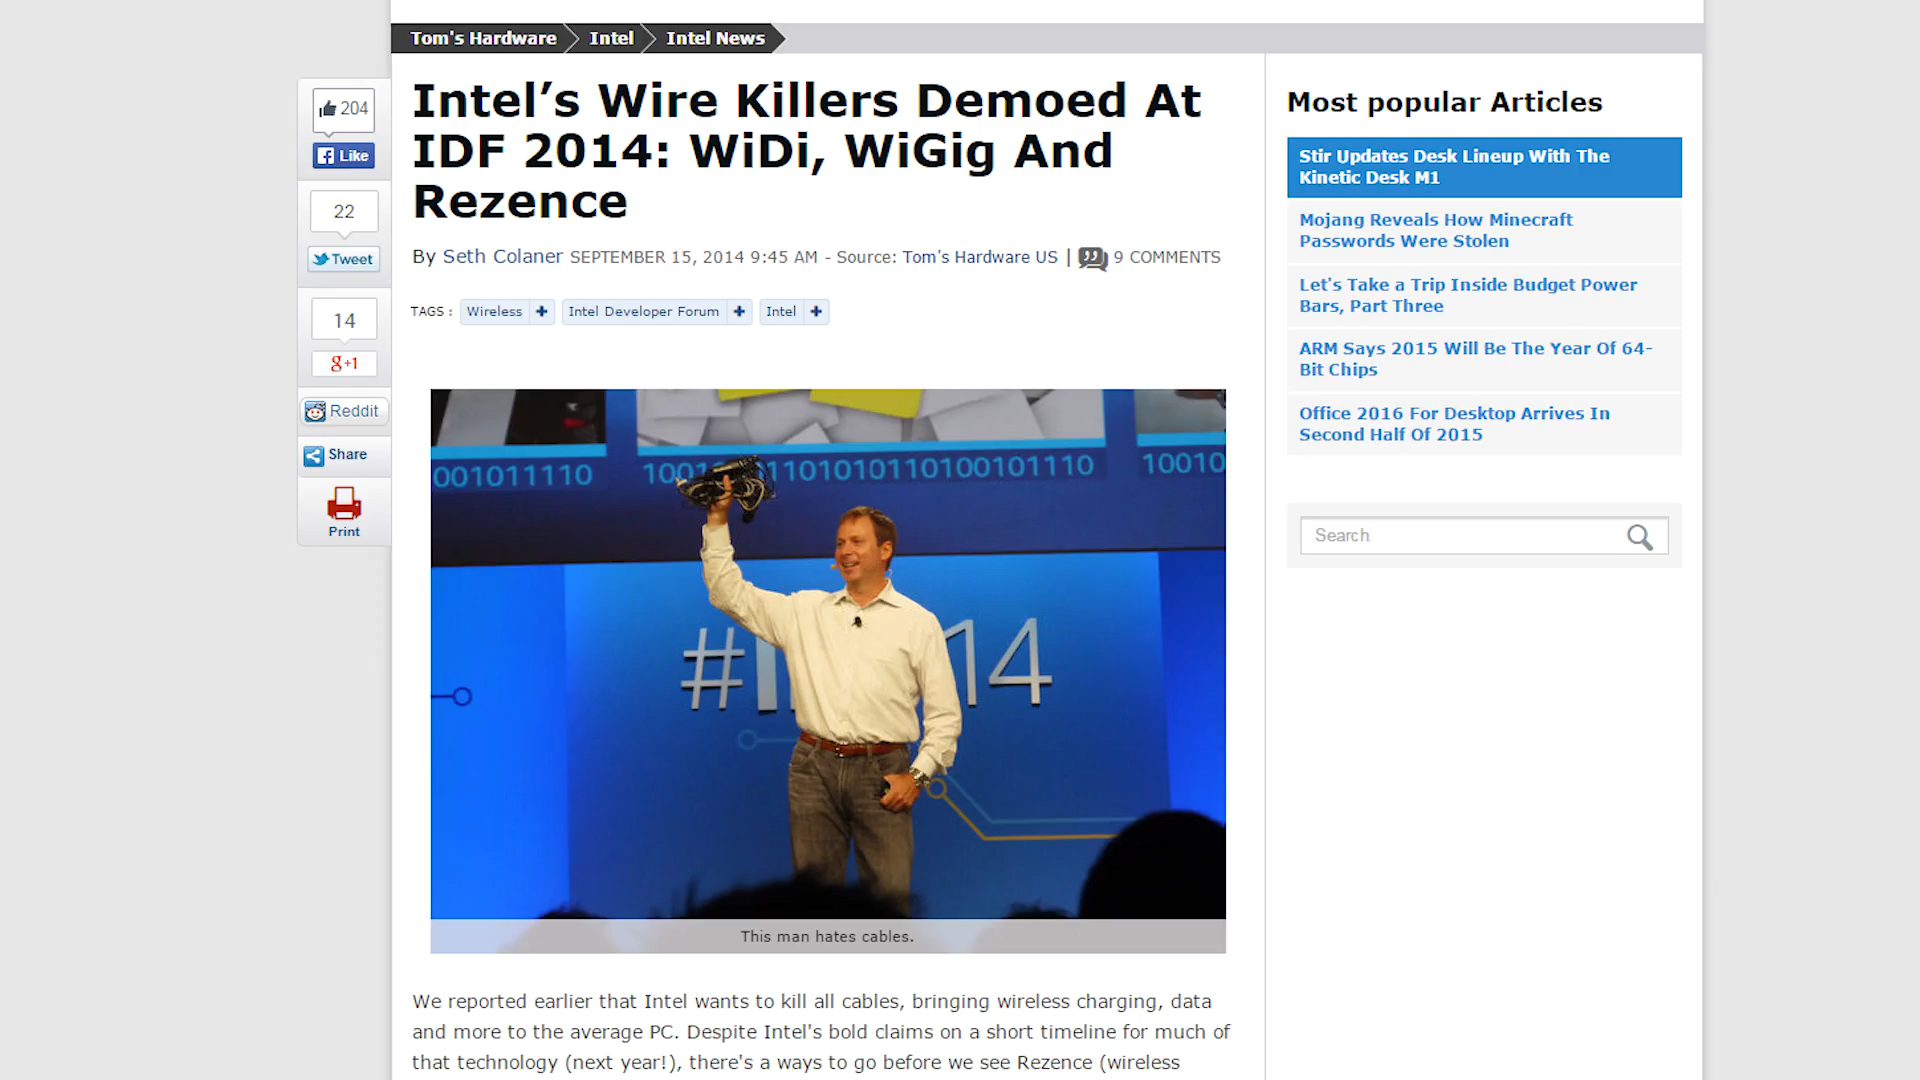 Tom's Hardware
Intel
Intel News
204
Like
22
Tweet
14
g+1
Reddit
Share
Print
Intel’s Wire Killers Demoed At
IDF 2014: WiDi, WiGig And
Rezence
By Seth Colaner SEPTEMBER 15, 2014 9:45 AM - Source: Tom's Hardware US | 9 COMMENTS
TAGS : Wireless + Intel Developer Forum + Intel +
001011110
1001 1101010110100101110
10010
#I 14
This man hates cables.
We reported earlier that Intel wants to kill all cables, bringing wireless charging, data
and more to the average PC. Despite Intel's bold claims on a short timeline for much of
that technology (next year!), there's a ways to go before we see Rezence (wireless
Most popular Articles
Stir Updates Desk Lineup With The
Kinetic Desk M1
Mojang Reveals How Minecraft
Passwords Were Stolen
Let's Take a Trip Inside Budget Power
Bars, Part Three
ARM Says 2015 Will Be The Year Of 64-
Bit Chips
Office 2016 For Desktop Arrives In
Second Half Of 2015
Search